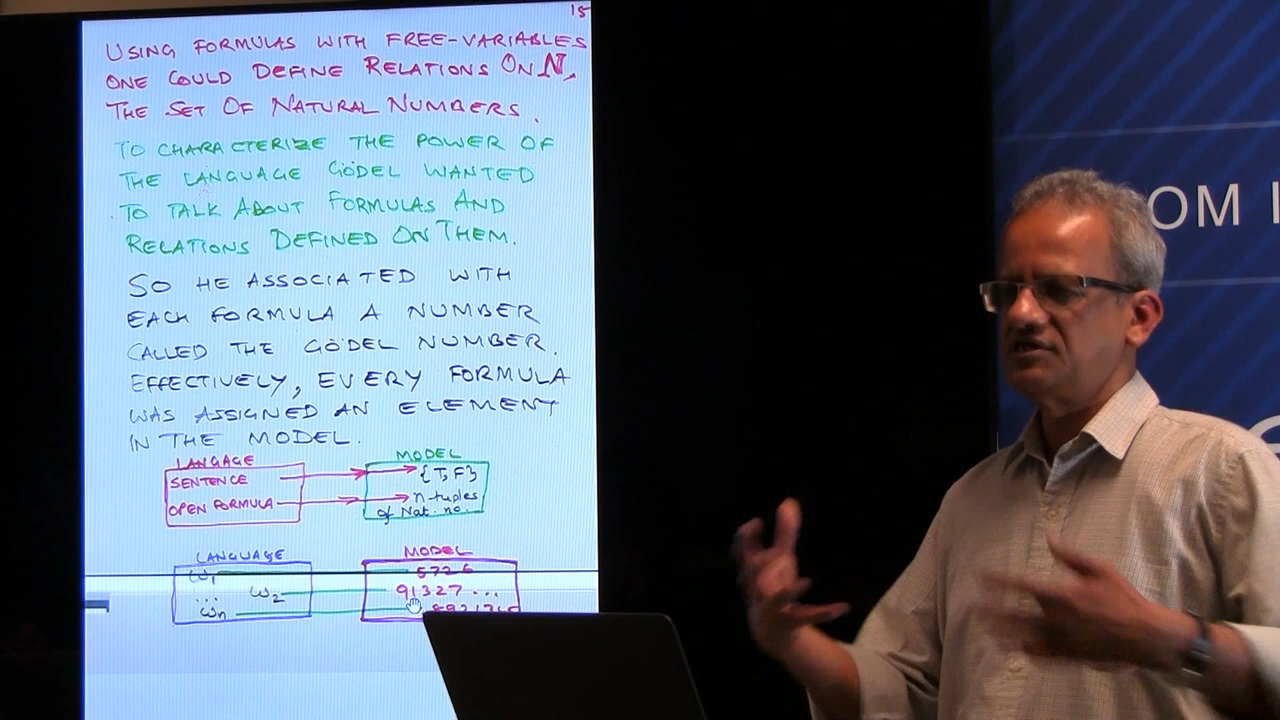 15
USING FORMULAS WITH FREE-VARIABLES
ONE COULD DEFINE RELATIONS ON N,
THE SET OF NATURAL NUMBERS.
TO CHARACTERIZE THE POWER OF
THE LANGUAGE GÖDEL WANTED
TO TALK ABOUT FORMULAS AND
RELATIONS DEFINED ON THEM.
SO HE ASSOCIATED WITH
EACH FORMULA A NUMBER
CALLED THE GÖDEL NUMBER.
EFFECTIVELY, EVERY FORMULA
WAS ASSIGNED AN ELEMENT
IN THE MODEL.
LANGAGE MODEL
SENTENCE {T,F}
OPEN FORMULA n-tuples
of Nat. no.
LANGUAGE MODEL
ω1 5726
... ω2 91327...
ωn
OM